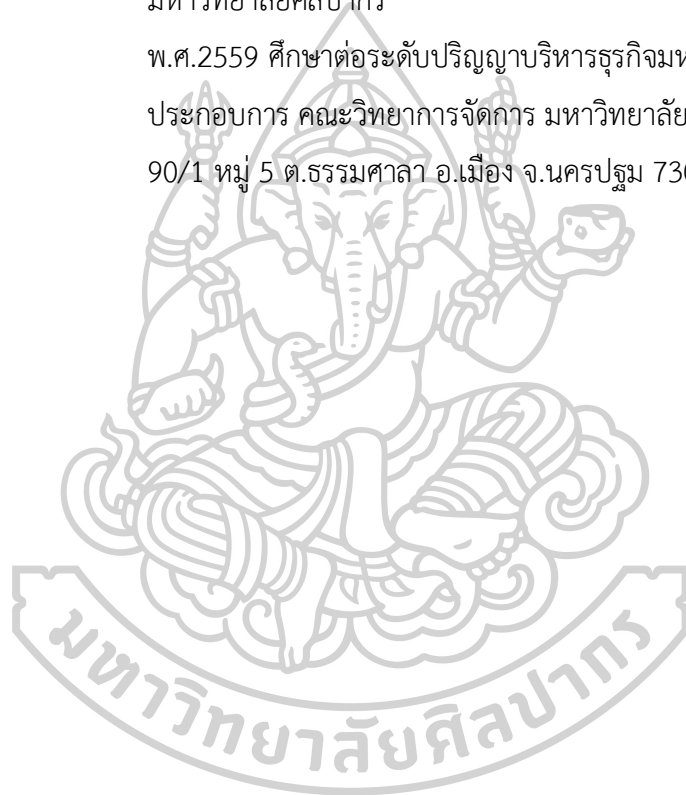 มหาวิทยาลัยศิลปากร
พ.ศ.2559 ศึกษาต่อระดับปริญญาบริหารธุรกิจมห
ประกอบการ คณะวิทยาการจัดการ มหาวิทยาลัย
90/1 หมู่ 5 ต.ธรรมศาลา อ.เมือง จ.นครปฐม 730
มหาวิทยาลัยศิลปากร